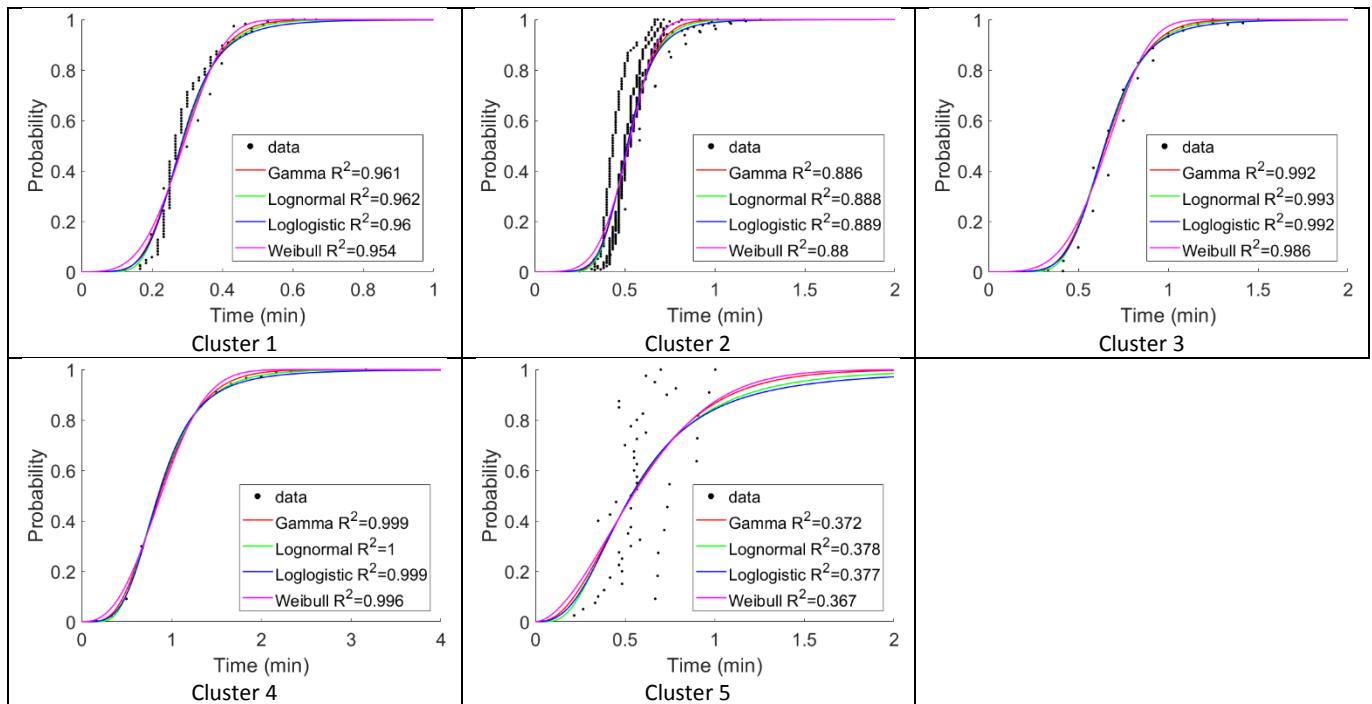 Probability
1
0.8
0.6
0.4
0.2
0
data
Gamma R²=0.961
Lognormal R²=0.962
Loglogistic R²=0.96
Weibull R²=0.954
0 0.2 0.4 0.6 0.8 1
Time (min)
Cluster 1
Probability
1
0.8
0.6
0.4
0.2
0
data
Gamma R²=0.886
Lognormal R²=0.888
Loglogistic R²=0.889
Weibull R²=0.88
0 0.5 1 1.5 2
Time (min)
Cluster 2
Probability
1
0.8
0.6
0.4
0.2
0
data
Gamma R²=0.992
Lognormal R²=0.993
Loglogistic R²=0.992
Weibull R²=0.986
0 0.5 1 1.5 2
Time (min)
Cluster 3
Probability
1
0.8
0.6
0.4
0.2
0
data
Gamma R²=0.999
Lognormal R²=1
Loglogistic R²=0.999
Weibull R²=0.996
0 1 2 3 4
Time (min)
Cluster 4
Probability
1
0.8
0.6
0.4
0.2
0
data
Gamma R²=0.372
Lognormal R²=0.378
Loglogistic R²=0.377
Weibull R²=0.367
0 0.5 1 1.5 2
Time (min)
Cluster 5